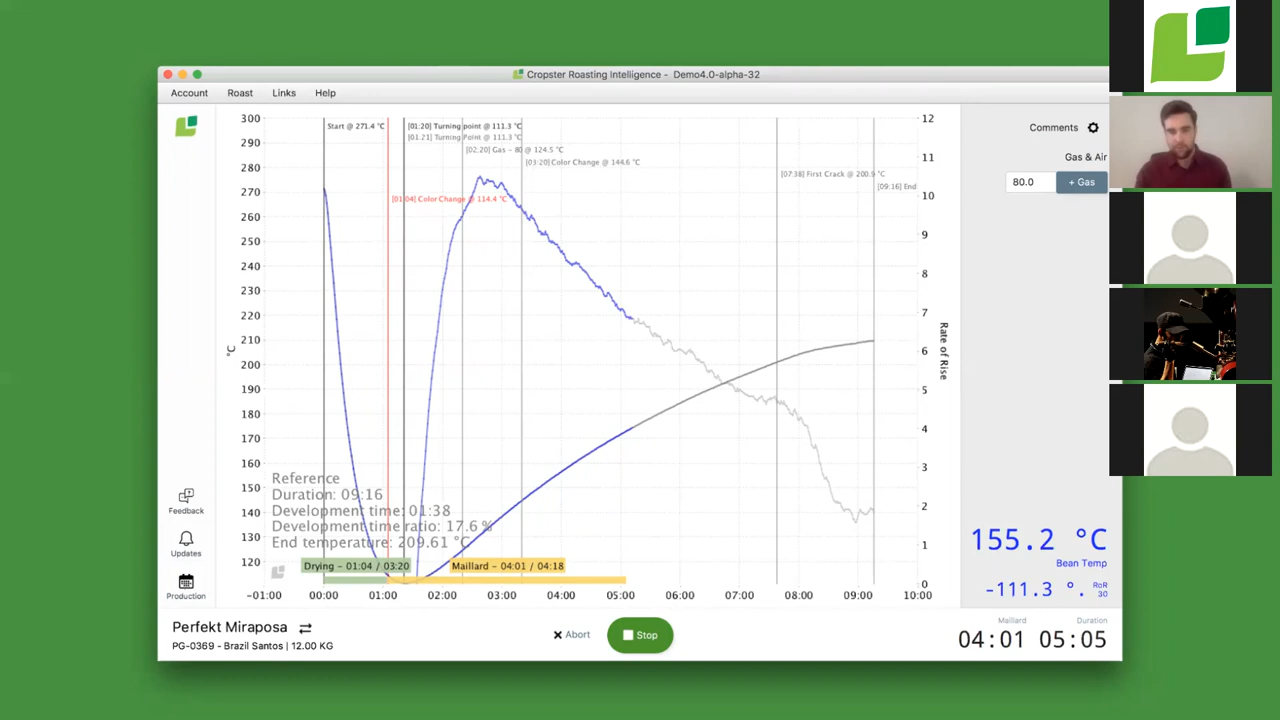 Cropster Roasting Intelligence - Demo4.0-alpha-32
Account Roast Links Help
300
290
280
270
260
250
240
230
220
210
200
190
180
170
160
150
140
130
120
°C
Start @ 271.4 °C
[01:20] Turning point @ 111.3 °C
[01:21] Turning Point @ 111.3 °C
[02:20] Gas - 80 @ 124.5 °C
[03:20] Color Change @ 144.6 °C
[07:38] First Crack @ 200.9 °C
[09:16] End
[01:04] Color Change @ 114.4 °C
12
11
10
9
8
7
6
5
4
3
2
1
0
Rate of Rise
Reference
Duration: 09:16
Development time: 01:38
Development time ratio: 17.6 %
End temperature: 209.61 °C
Drying - 01:04 / 03:20
Maillard - 04:01 / 04:18
-01:00 00:00 01:00 02:00 03:00 04:00 05:00 06:00 07:00 08:00 09:00 10:00
Feedback
Updates
Production
Comments
Gas & Air
80.0 + Gas
155.2 °C
Bean Temp
-111.3 °. RoR 30
Perfekt Miraposa
PG-0369 - Brazil Santos | 12.00 KG
Abort
Stop
Maillard Duration
04:01 05:05